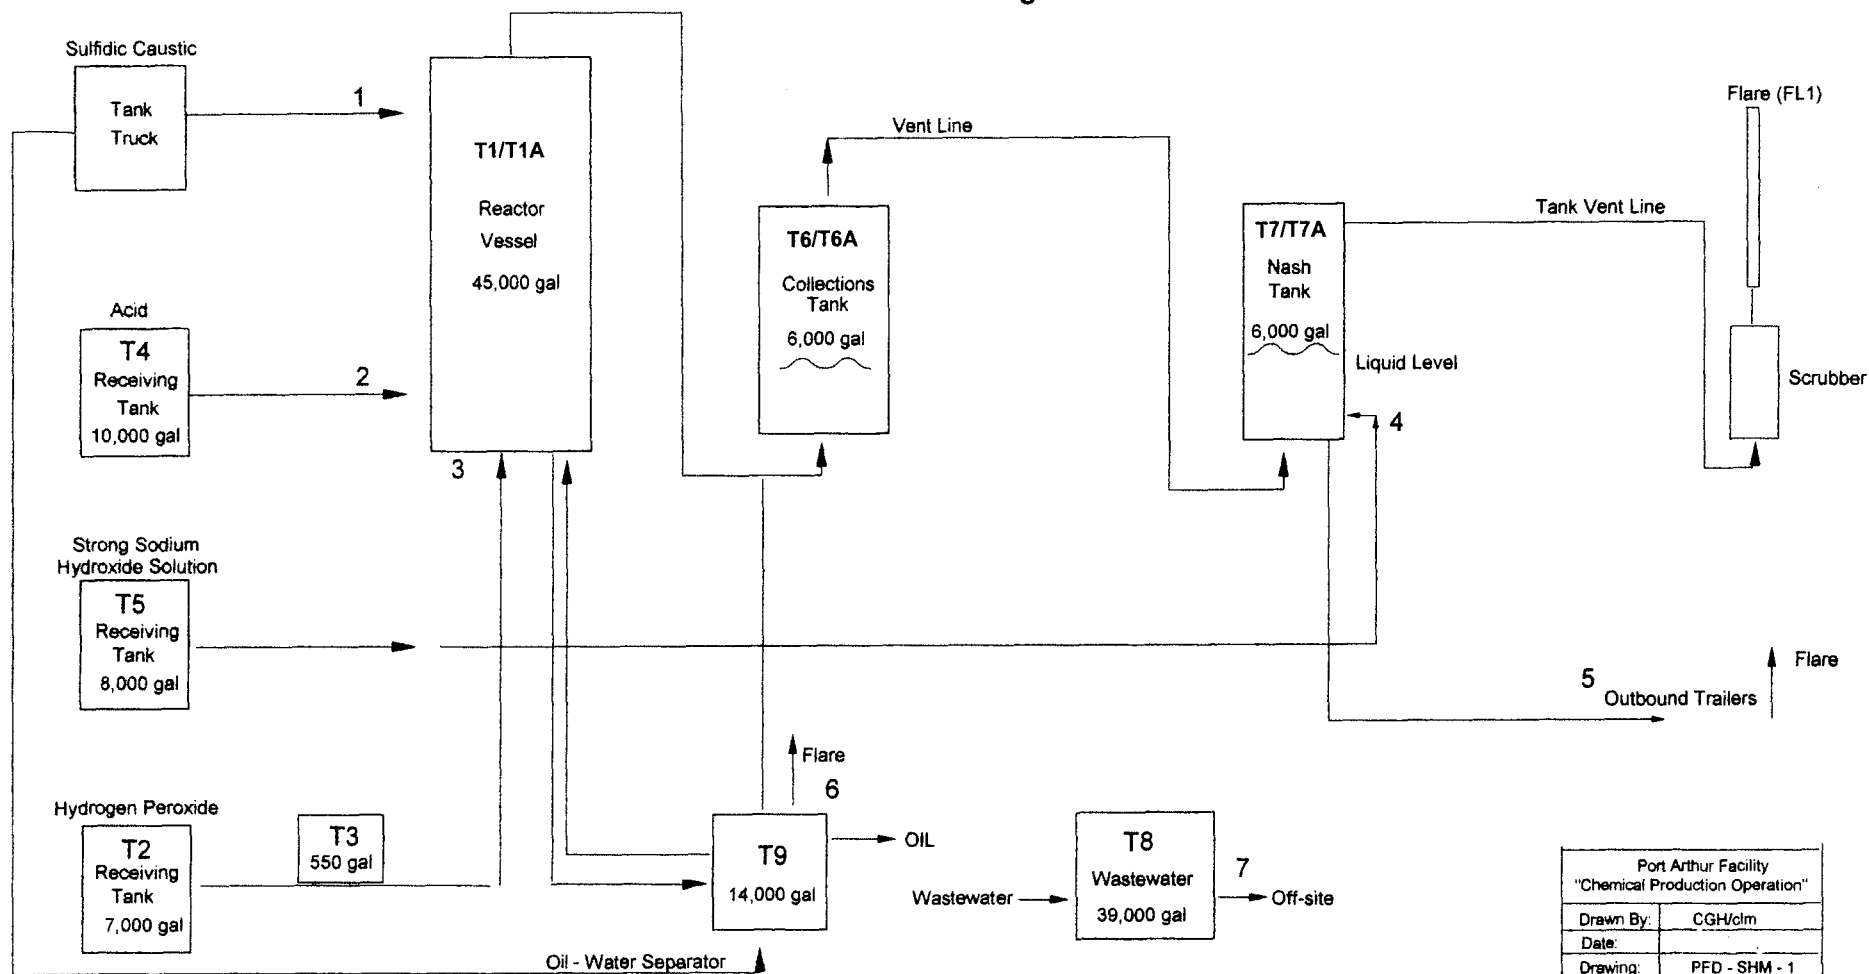 Sulfidic Caustic
Tank
Truck
1
T1/T1A
Reactor
Vessel
45,000 gal
Vent Line
T6/T6A
Collections
Tank
6,000 gal
T7/T7A
Nash
Tank
6,000 gal
Liquid Level
Tank Vent Line
Flare (FL1)
Scrubber
Acid
T4
Receiving
Tank
10,000 gal
2
3
4
Strong Sodium
Hydroxide Solution
T5
Receiving
Tank
8,000 gal
5
Outbound Trailers
Flare
Hydrogen Peroxide
T2
Receiving
Tank
7,000 gal
T3
550 gal
Flare
6
T9
14,000 gal
OIL
Oil - Water Separator
Wastewater
T8
Wastewater
39,000 gal
7
Off-site
Port Arthur Facility
"Chemical Production Operation"
Drawn By: CGH/clm
Date:
Drawing: PFD - SHM - 1